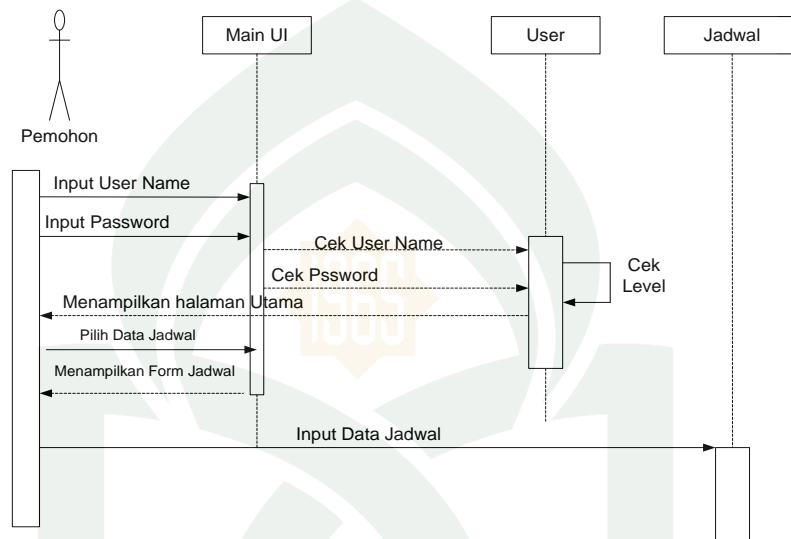 Main UI
User
Jadwal
Pemohon
Input User Name
Input Password
Cek User Name
Cek Pssword
Cek
Level
Menampilkan halaman Utama
Pilih Data Jadwal
Menampilkan Form Jadwal
Input Data Jadwal
1965